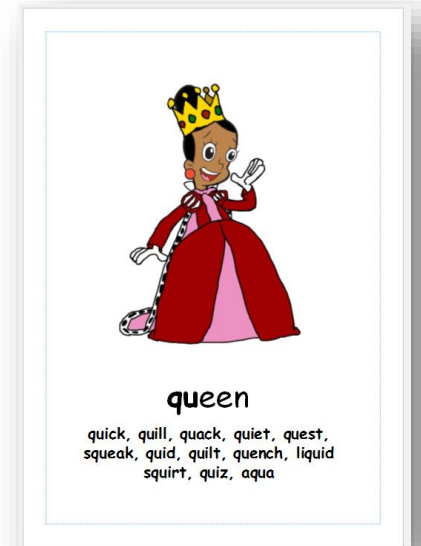 queen
quick, quill, quack, quiet, quest,
squeak, quid, quilt, quench, liquid
squirt, quiz, aqua